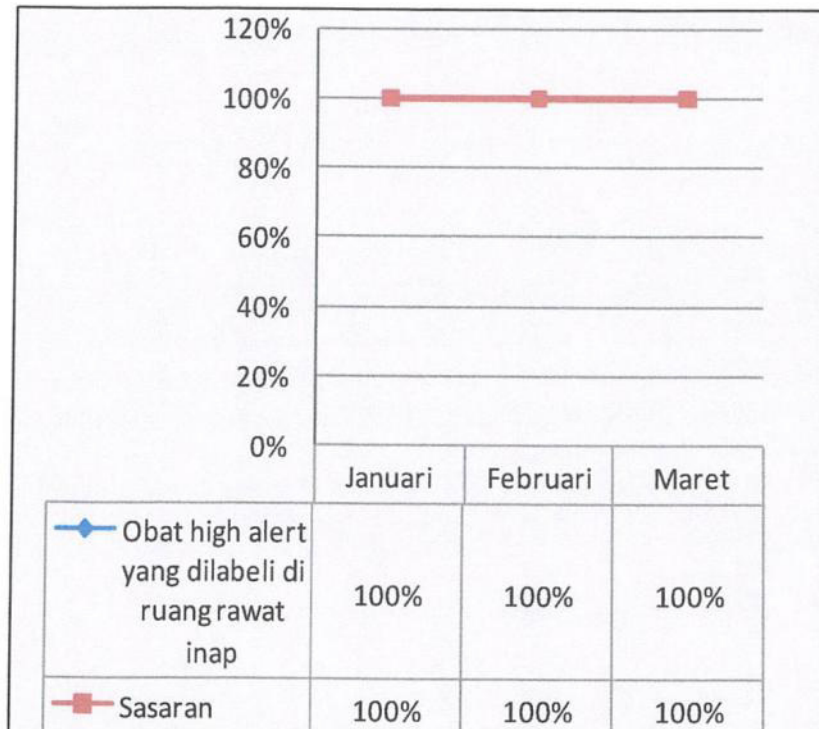 120%
100%
80%
60%
40%
20%
0%
Januari Februari Maret
Obat high alert
yang dilabeli di
ruang rawat
inap
100% 100% 100%
Sasaran 100% 100% 100%